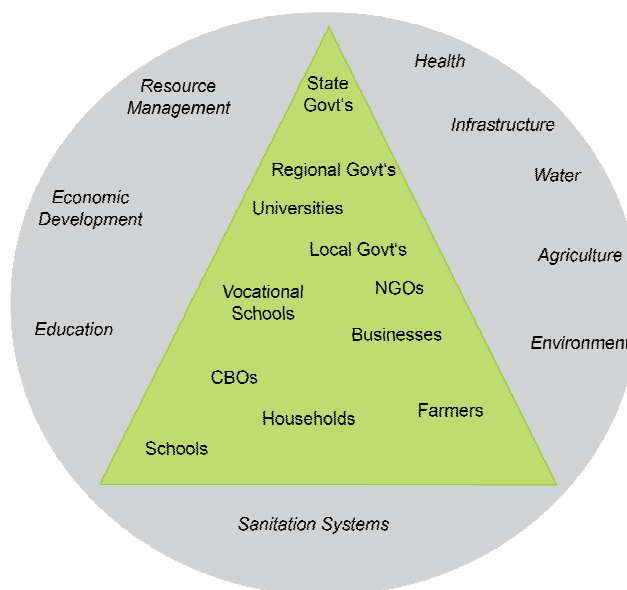 Health
Resource
Management
State
Govt's
Infrastructure
Regional Govt's
Water
Economic
Development
Universities
Local Govt's
Agriculture
Vocational
Schools
NGOs
Education
Businesses
Environment
CBOs
Households
Farmers
Schools
Sanitation Systems